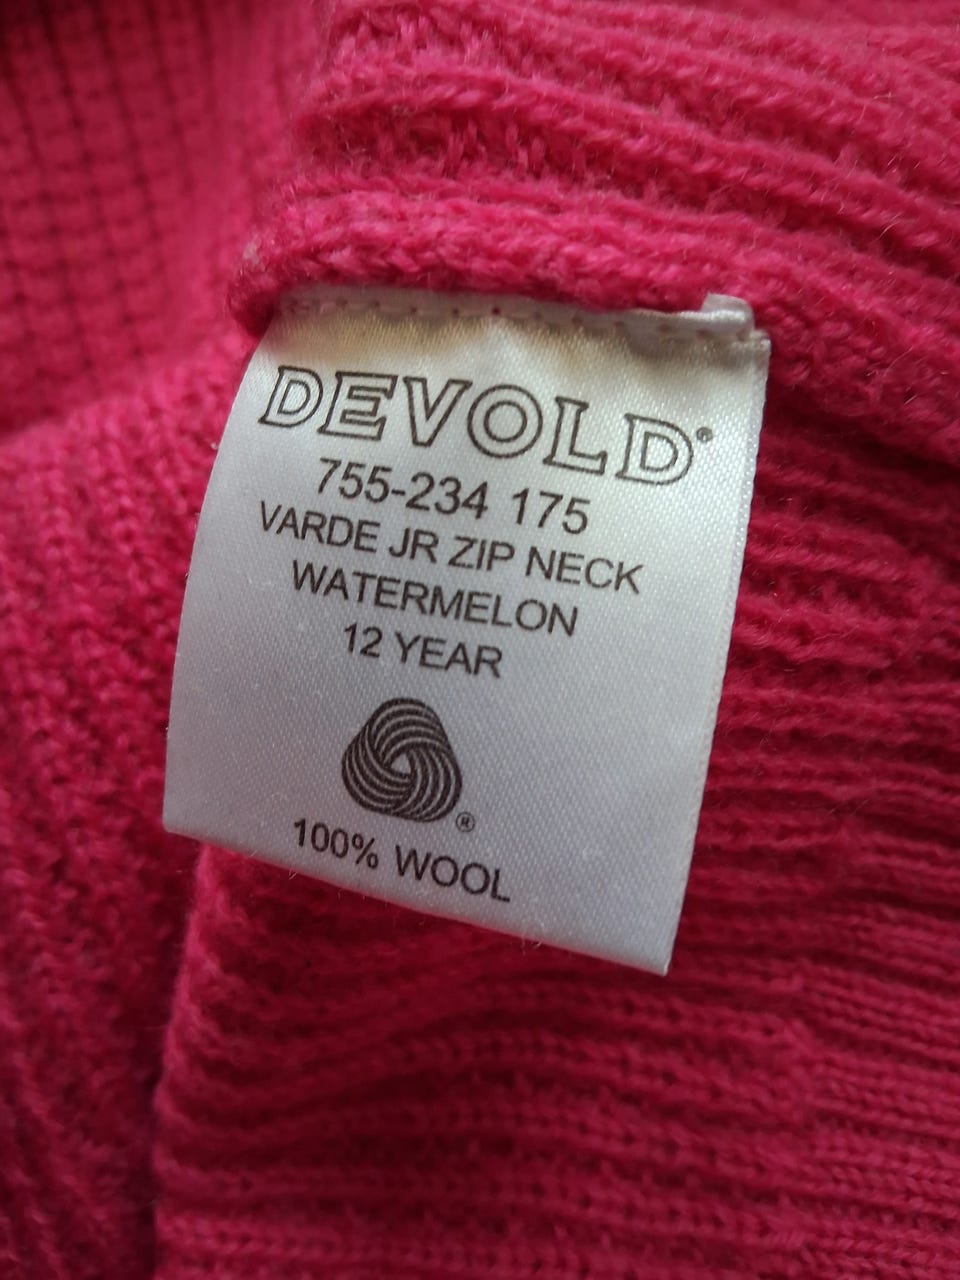 DEVOLD®
755-234 175
VARDE JR ZIP NECK
WATERMELON
12 YEAR
®
100% WOOL